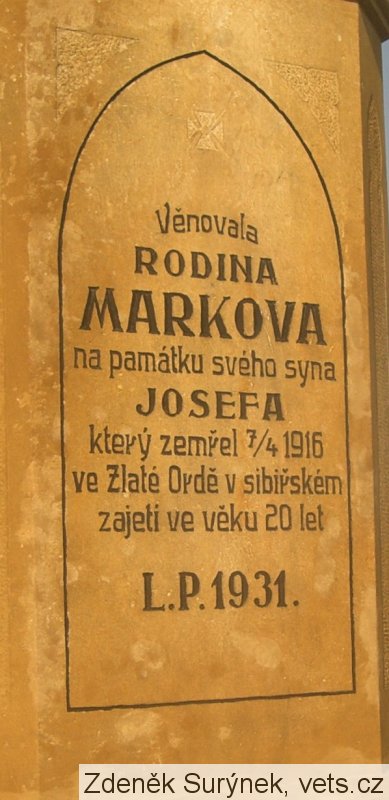 Věnovala
RODINA
MARKOVA
na památku svého syna
JOSEFA
který zemřel 7/4 1916
ve Zlaté Ordě v sibiřském
zajetí ve věku 20 let
L.P. 1931.
Zdeněk Surýnek, vets.cz